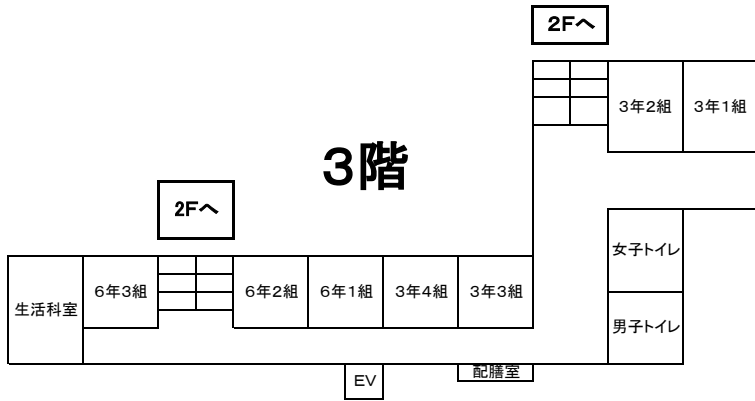 2Fへ
3年2組
3年1組
3階
2Fへ
女子トイレ
生活科室
6年3組
6年2組
6年1組
3年4組
3年3組
男子トイレ
EV
配膳室